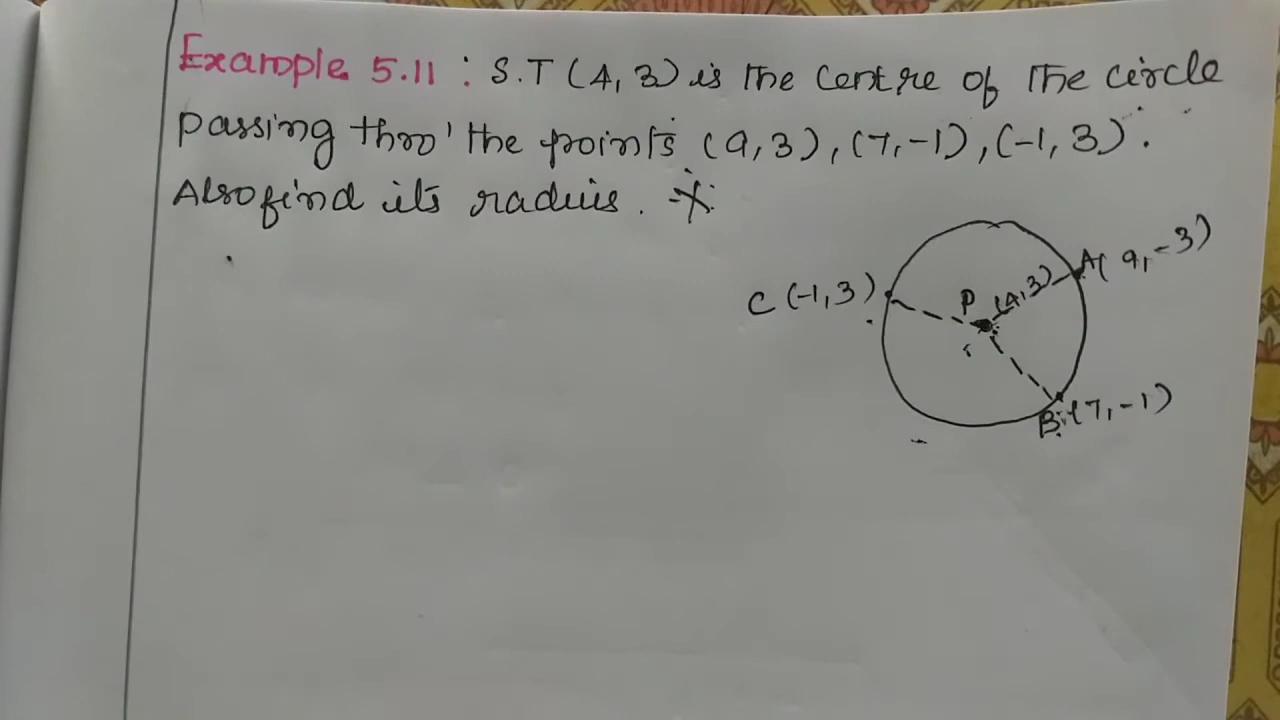 Example 5.11 : S.T (4, 3) is the centre of the circle
passing thro' the points (9, 3), (7, -1), (-1, 3).
Also find its radius.
C (-1, 3)
P (4, 3)
A( 9, -3)
B (7, -1)